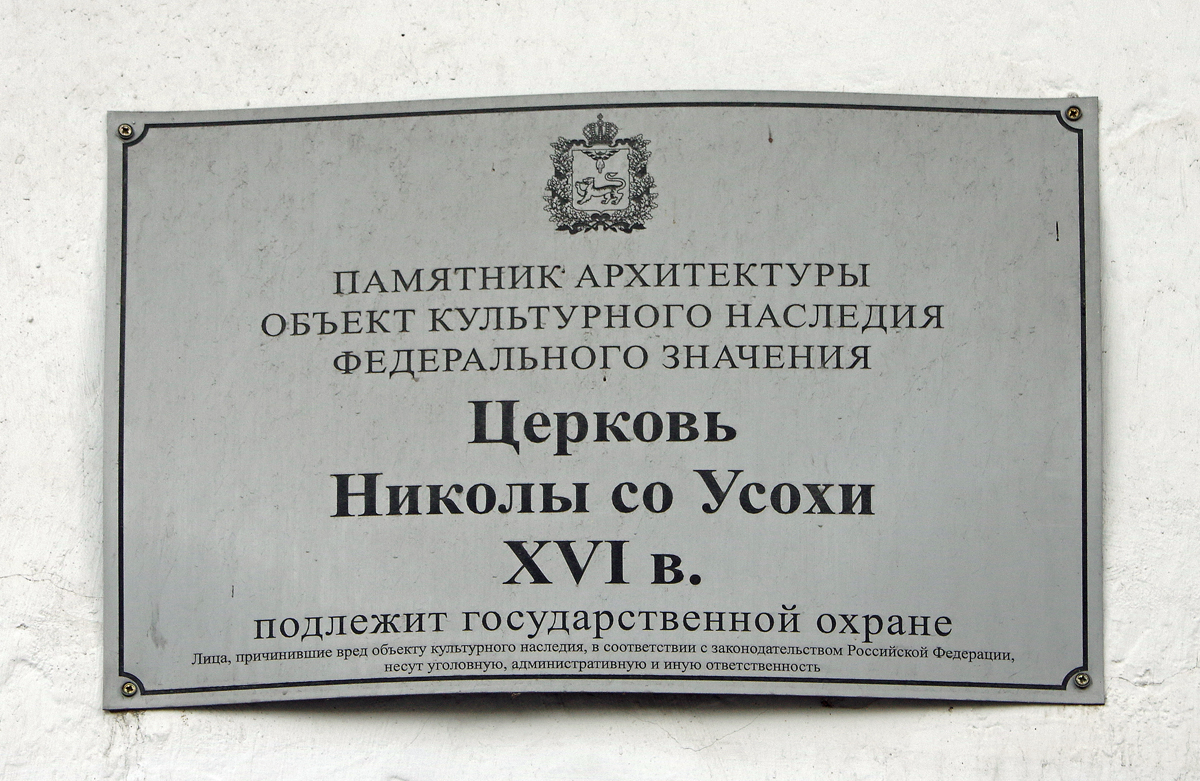 ПАМЯТНИК АРХИТЕКТУРЫ
ОБЪЕКТ КУЛЬТУРНОГО НАСЛЕДИЯ
ФЕДЕРАЛЬНОГО ЗНАЧЕНИЯ
Церковь
Николы со Усохи
XVI в.
подлежит государственной охране
Лица, причинившие вред объекту культурного наследия, в соответствии с законодательством Российской Федерации,
несут уголовную, административную и иную ответственность